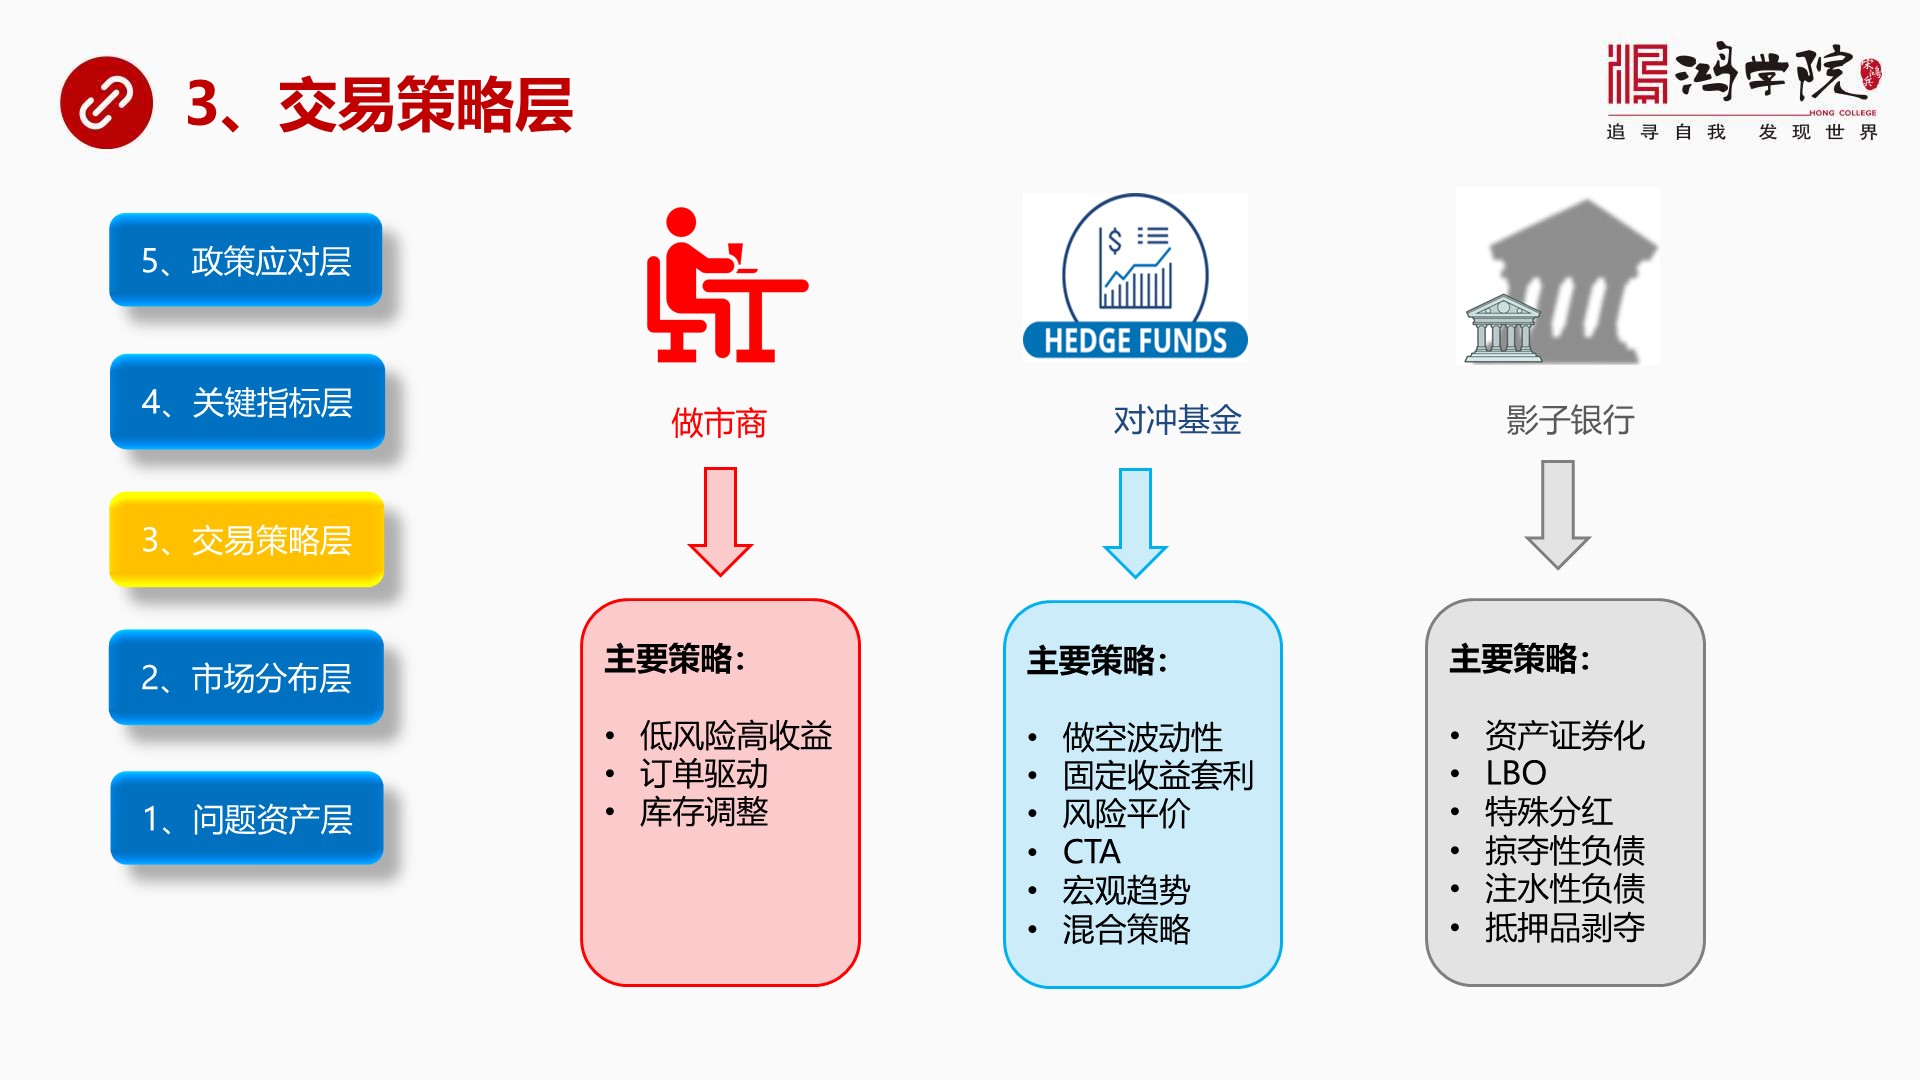 3、交易策略层
鸿学院
宋鸿兵
HONG COLLEGE
追寻自我 发现世界
5、政策应对层
4、关键指标层
3、交易策略层
2、市场分布层
1、问题资产层
做市商
主要策略：
• 低风险高收益
• 订单驱动
• 库存调整
$
HEDGE FUNDS
对冲基金
主要策略：
• 做空波动性
• 固定收益套利
• 风险平价
• CTA
• 宏观趋势
• 混合策略
影子银行
主要策略：
• 资产证券化
• LBO
• 特殊分红
• 掠夺性负债
• 注水性负债
• 抵押品剥夺